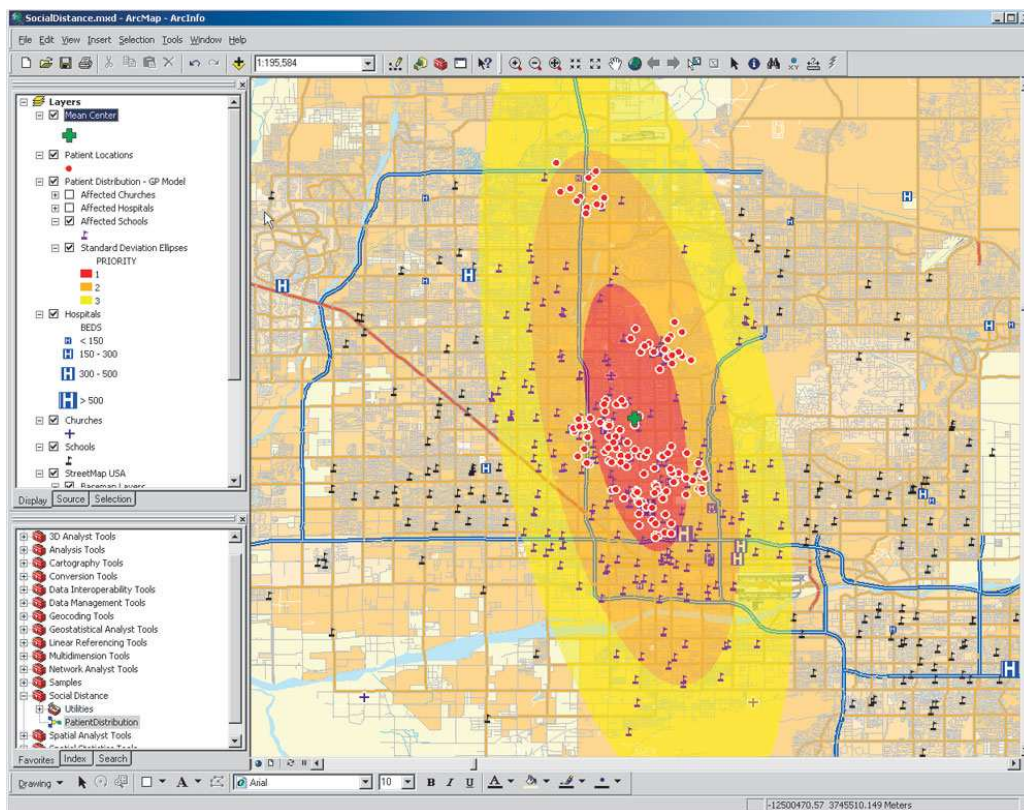 SocialDistance.mxd - ArcMap - ArcInfo
File Edit View Insert Selection Tools Window Help
1:195,584
Layers
Mean Center
Patient Locations
Patient Distribution - GP Model
Affected Churches
Affected Hospitals
Affected Schools
Standard Deviation Ellipses
PRIORITY
1
2
3
Hospitals
BEDS
H < 150
H 150 - 300
H 300 - 500
H > 500
Churches
Schools
StreetMap USA
Basemap Layers
Display Source Selection
3D Analyst Tools
Analysis Tools
Cartography Tools
Conversion Tools
Data Interoperability Tools
Data Management Tools
Geocoding Tools
Geostatistical Analyst Tools
Linear Referencing Tools
Multidimension Tools
Network Analyst Tools
Samples
Social Distance
Utilities
PatientDistribution
Spatial Analyst Tools
Spatial Statistics Tools
Favorites Index Search
Drawing A Arial 10 B I U A
-12500470.57 3745510.149 Meters